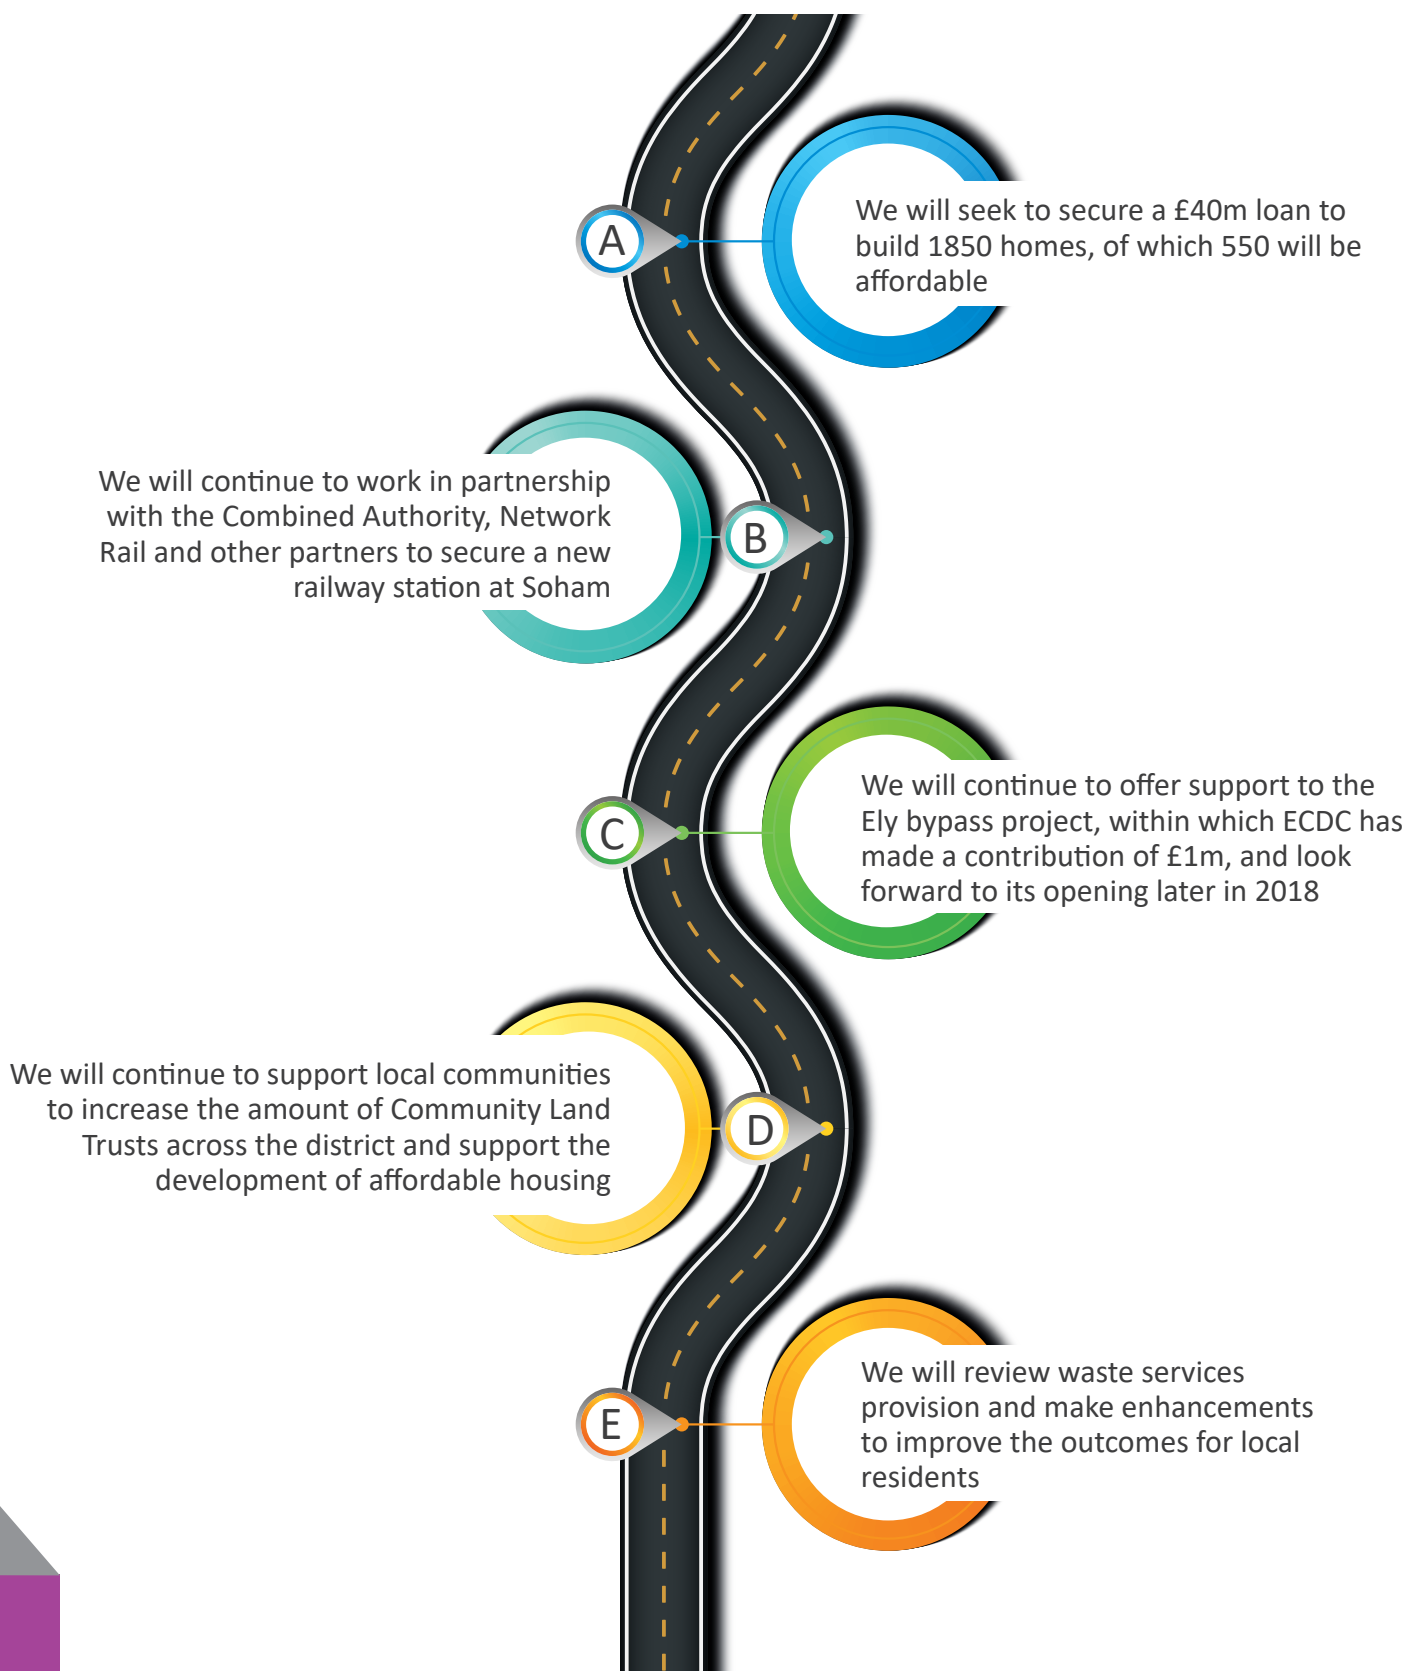 A
We will seek to secure a £40m loan to
build 1850 homes, of which 550 will be
affordable
We will continue to work in partnership
with the Combined Authority, Network
Rail and other partners to secure a new
railway station at Soham
B
C
We will continue to offer support to the
Ely bypass project, within which ECDC has
made a contribution of £1m, and look
forward to its opening later in 2018
We will continue to support local communities
to increase the amount of Community Land
Trusts across the district and support the
development of affordable housing
D
E
We will review waste services
provision and make enhancements
to improve the outcomes for local
residents